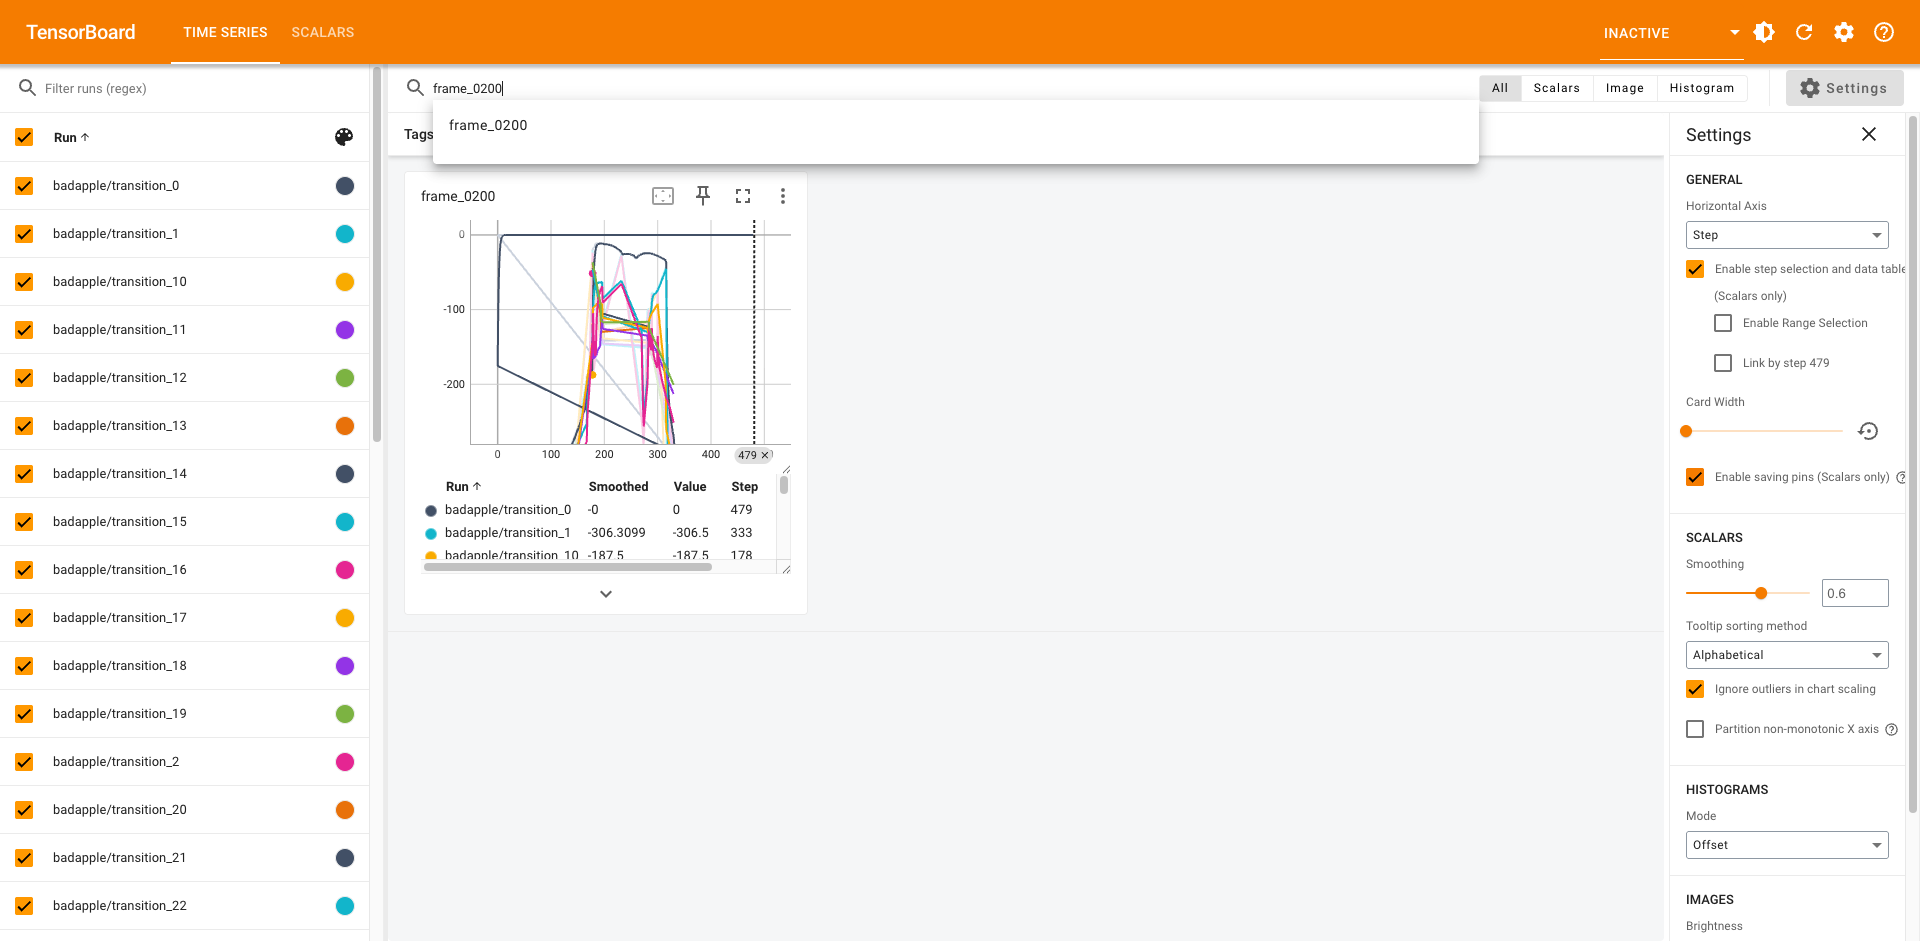 TensorBoard TIME SERIES SCALARS INACTIVE
Filter runs (regex)
Run
badapple/transition_0
badapple/transition_1
badapple/transition_10
badapple/transition_11
badapple/transition_12
badapple/transition_13
badapple/transition_14
badapple/transition_15
badapple/transition_16
badapple/transition_17
badapple/transition_18
badapple/transition_19
badapple/transition_2
badapple/transition_20
badapple/transition_21
badapple/transition_22
frame_0200
All Scalars Image Histogram Settings
frame_0200
Tags
frame_0200
0
-100
-200
0 100 200 300 400 479
Run Smoothed Value Step
badapple/transition_0 -0 0 479
badapple/transition_1 -306.3099 -306.5 333
badapple/transition_10 -187.5 -187.5 178
Settings
GENERAL
Horizontal Axis
Step
Enable step selection and data table
(Scalars only)
Enable Range Selection
Link by step 479
Card Width
Enable saving pins (Scalars only)
SCALARS
Smoothing
0.6
Tooltip sorting method
Alphabetical
Ignore outliers in chart scaling
Partition non-monotonic X axis
HISTOGRAMS
Mode
Offset
IMAGES
Brightness